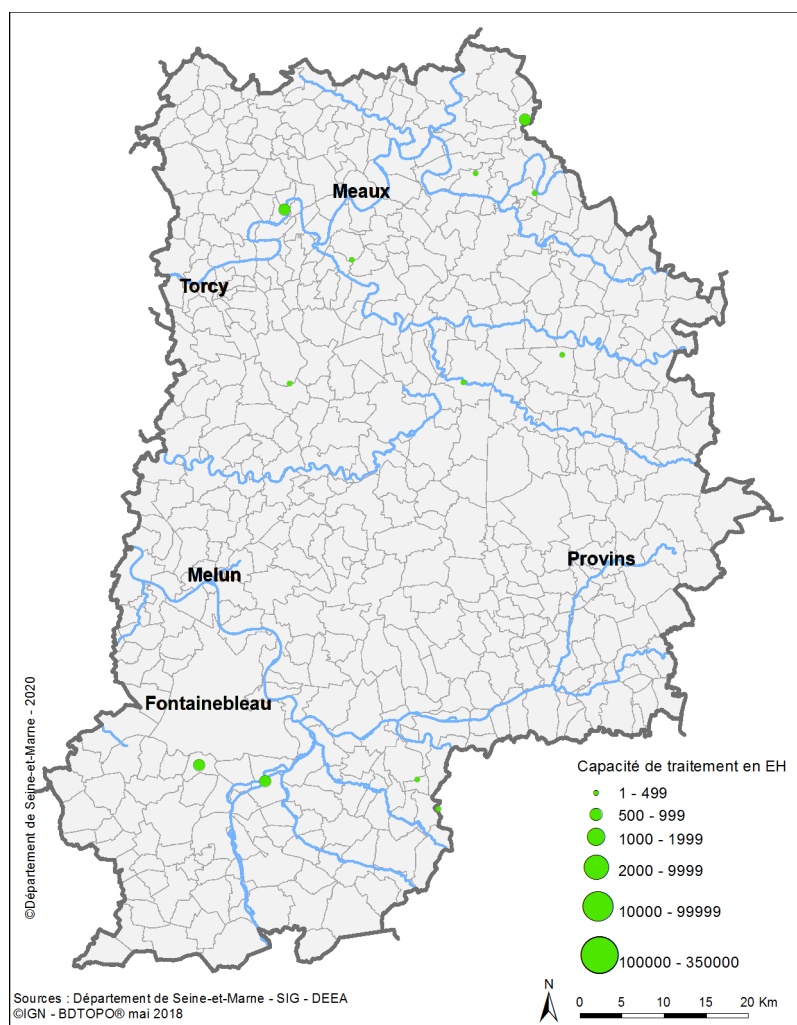 Meaux
Torcy
Provins
Melun
Fontainebleau
©Département de Seine-et-Marne - 2020
Capacité de traitement en EH
1 - 499
500 - 999
1000 - 1999
2000 - 9999
10000 - 99999
100000 - 350000
Sources : Département de Seine-et-Marne - SIG - DEEA
©IGN - BDTOPO® mai 2018
N
0 5 10 15 20 Km